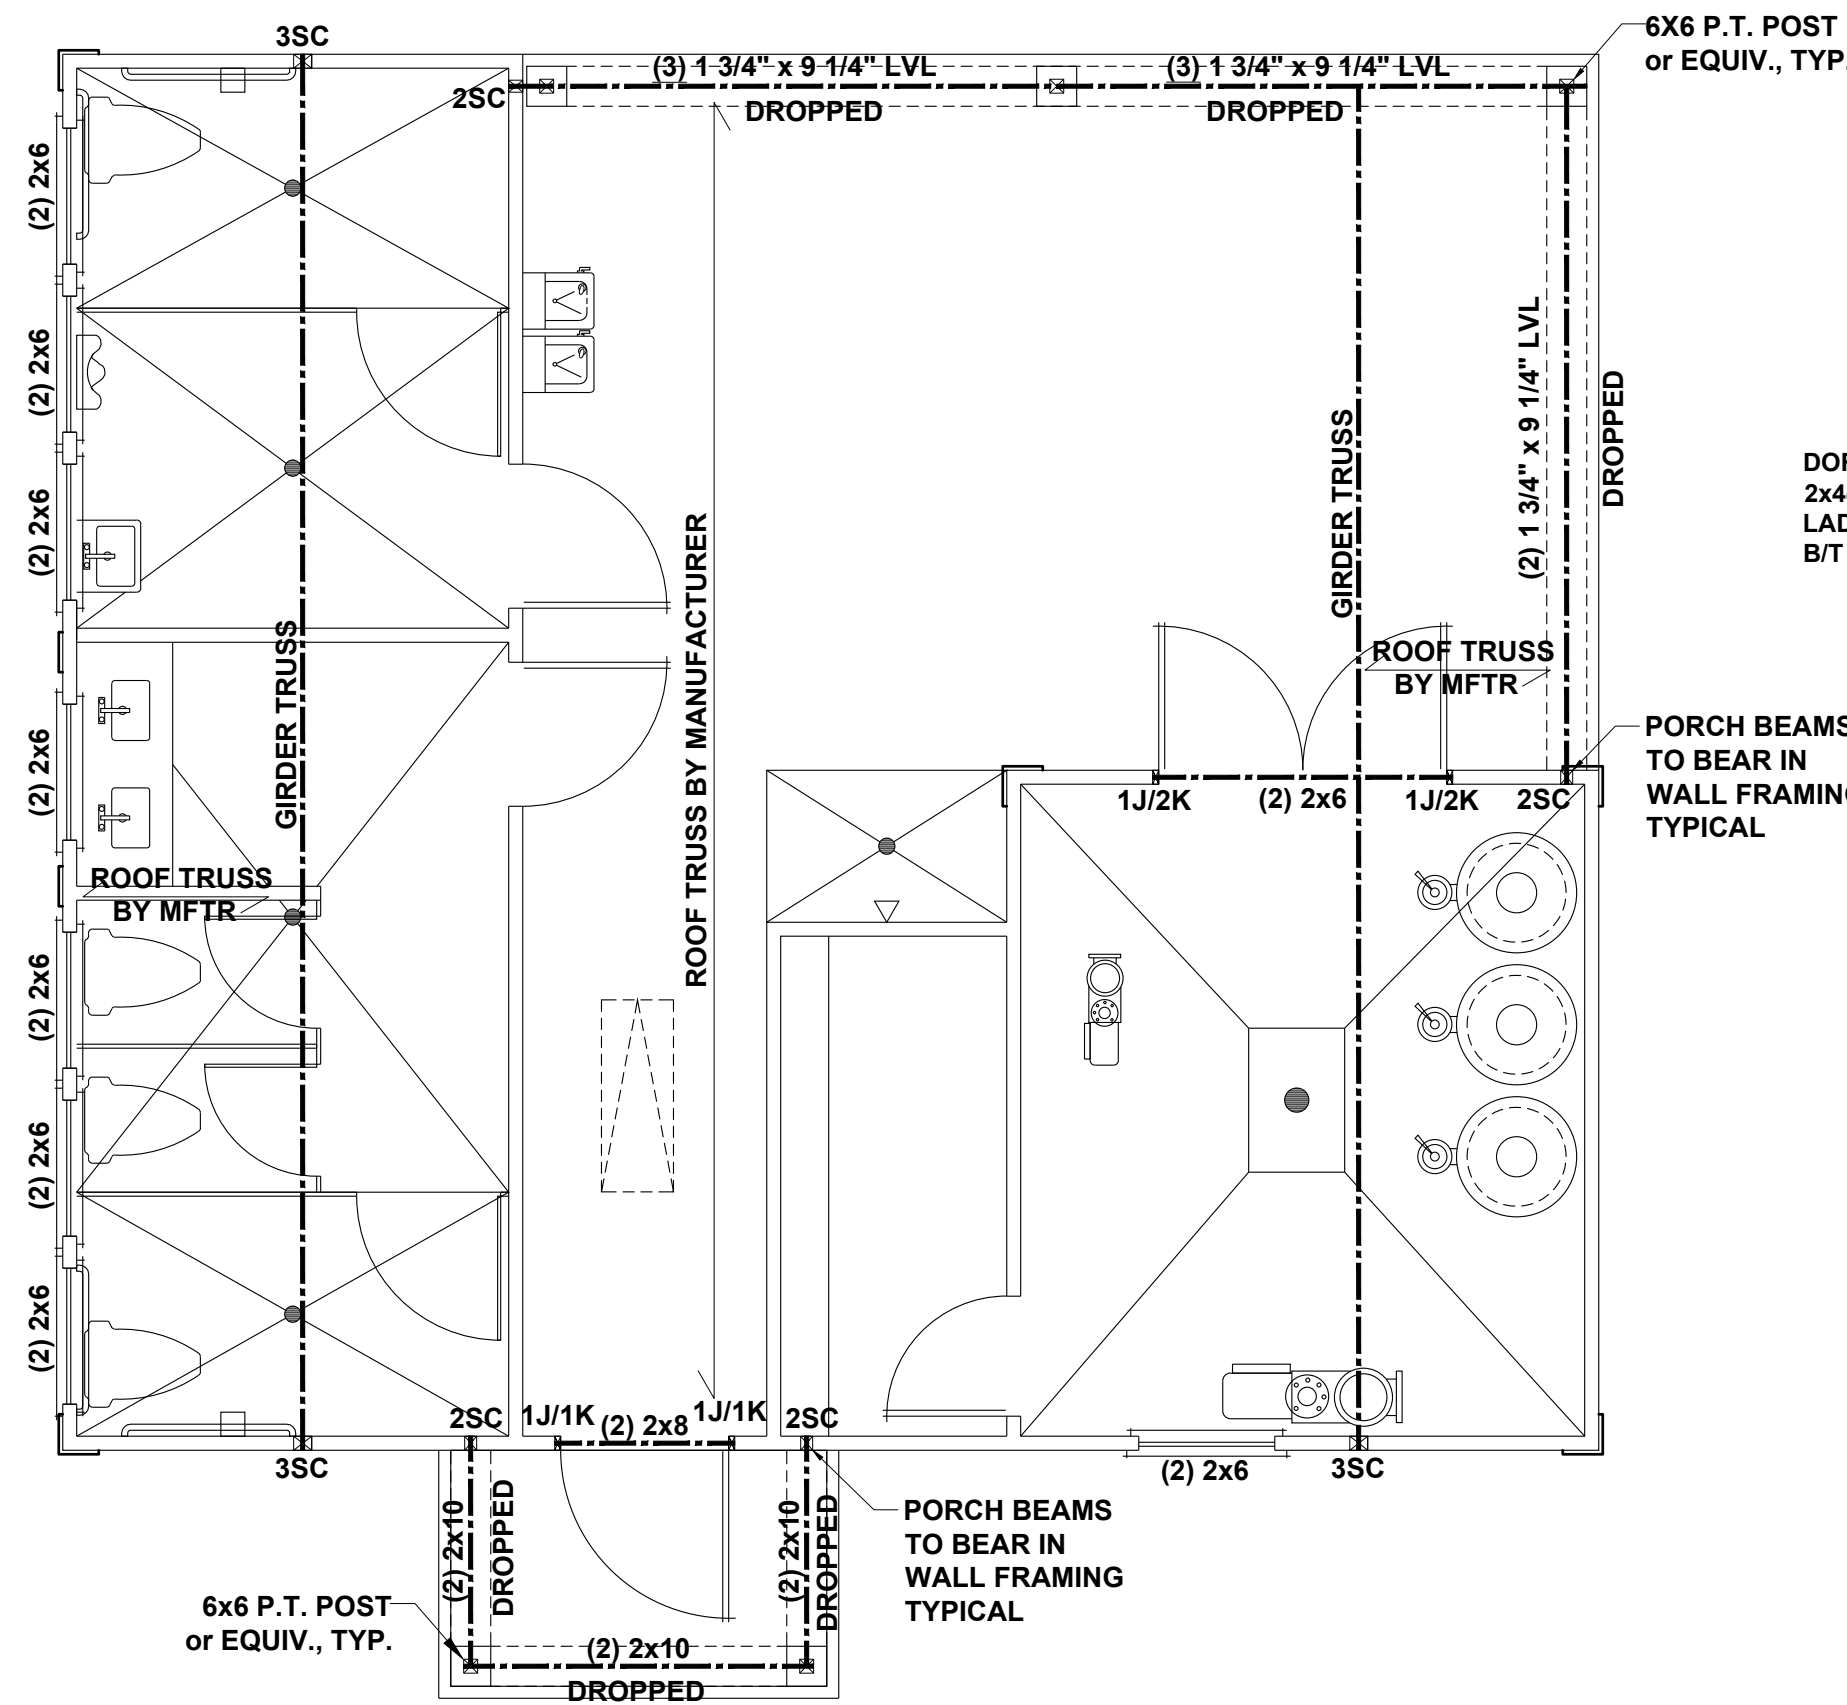 3SC
6X6 P.T. POST
or EQUIV., TYP.
(3) 1 3/4" x 9 1/4" LVL
DROPPED
(3) 1 3/4" x 9 1/4" LVL
DROPPED
2SC
(2) 2x6
(2) 2x6
(2) 2x6
(2) 2x6
(2) 2x6
(2) 2x6
(2) 2x6
GIRDER TRUSS
ROOF TRUSS BY MANUFACTURER
GIRDER TRUSS
(2) 1 3/4" x 9 1/4" LVL
DROPPED
2x4
B/T
ROOF TRUSS
BY MFTR
PORCH BEAMS
TO BEAR IN
WALL FRAMING
TYPICAL
1J/2K
(2) 2x6
1J/2K
2SC
ROOF TRUSS
BY MFTR
2SC
1J/1K
(2) 2x8
1J/1K
2SC
3SC
(2) 2x6
3SC
(2) 2x10
DROPPED
(2) 2x10
DROPPED
PORCH BEAMS
TO BEAR IN
WALL FRAMING
TYPICAL
6x6 P.T. POST
or EQUIV., TYP.
(2) 2x10
DROPPED